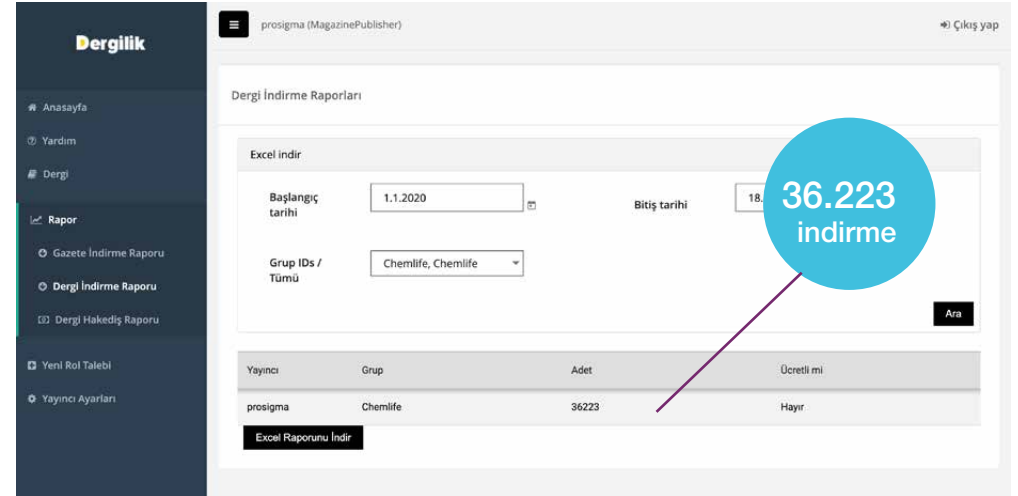 Dergilik
prosigma (MagazinePublisher)
Çıkış yap
Anasayfa
Yardım
Dergi
Rapor
Gazete İndirme Raporu
Dergi İndirme Raporu
Dergi Hakediş Raporu
Yeni Rol Talebi
Yayıncı Ayarları
Dergi İndirme Raporları
Excel indir
Başlangıç
tarihi
1.1.2020
Bitiş tarihi
18.
Grup IDs /
Tümü
Chemlife, Chemlife
Ara
36.223
indirme
Yayıncı Grup Adet Ücretli mi
prosigma Chemlife 36223 Hayır
Excel Raporunu İndir